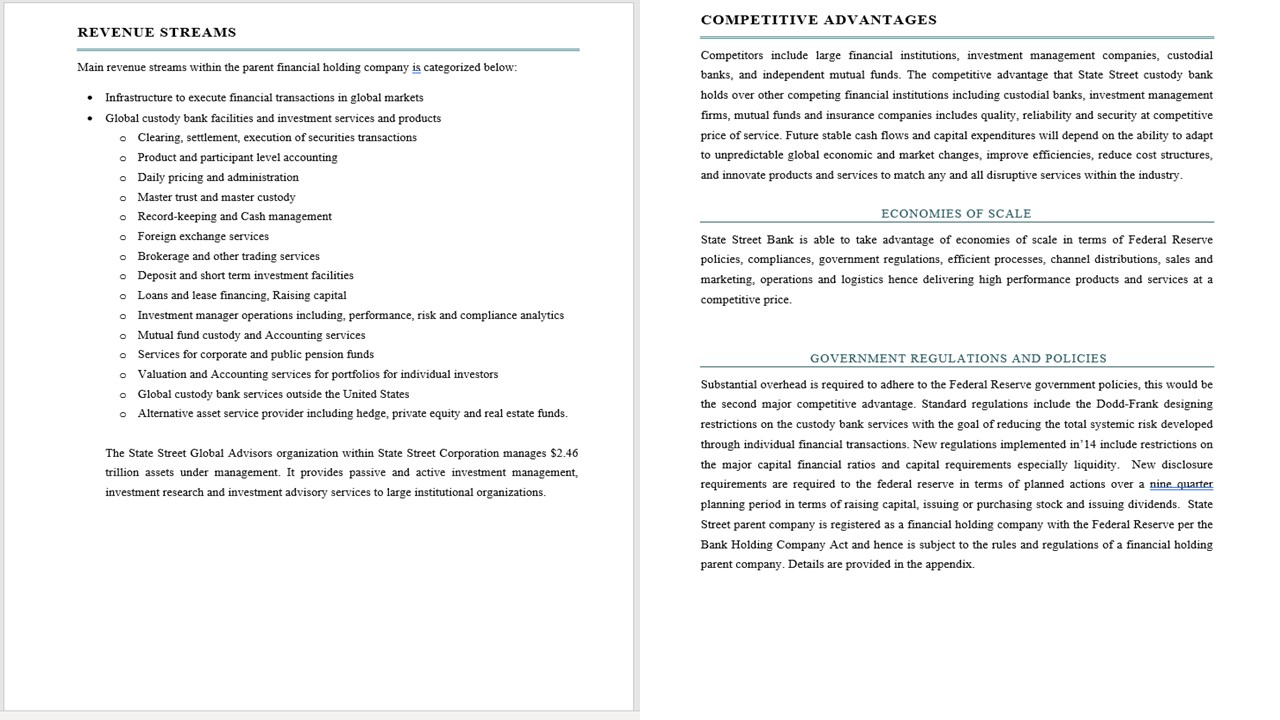 REVENUE STREAMS
Main revenue streams within the parent financial holding company is categorized below:
• Infrastructure to execute financial transactions in global markets
• Global custody bank facilities and investment services and products
o Clearing, settlement, execution of securities transactions
o Product and participant level accounting
o Daily pricing and administration
o Master trust and master custody
o Record-keeping and Cash management
o Foreign exchange services
o Brokerage and other trading services
o Deposit and short term investment facilities
o Loans and lease financing, Raising capital
o Investment manager operations including, performance, risk and compliance analytics
o Mutual fund custody and Accounting services
o Services for corporate and public pension funds
o Valuation and Accounting services for portfolios for individual investors
o Global custody bank services outside the United States
o Alternative asset service provider including hedge, private equity and real estate funds.
The State Street Global Advisors organization within State Street Corporation manages $2.46
trillion assets under management. It provides passive and active investment management,
investment research and investment advisory services to large institutional organizations.
COMPETITIVE ADVANTAGES
Competitors include large financial institutions, investment management companies, custodial
banks, and independent mutual funds. The competitive advantage that State Street custody bank
holds over other competing financial institutions including custodial banks, investment management
firms, mutual funds and insurance companies includes quality, reliability and security at competitive
price of service. Future stable cash flows and capital expenditures will depend on the ability to adapt
to unpredictable global economic and market changes, improve efficiencies, reduce cost structures,
and innovate products and services to match any and all disruptive services within the industry.
ECONOMIES OF SCALE
State Street Bank is able to take advantage of economies of scale in terms of Federal Reserve
policies, compliances, government regulations, efficient processes, channel distributions, sales and
marketing, operations and logistics hence delivering high performance products and services at a
competitive price.
GOVERNMENT REGULATIONS AND POLICIES
Substantial overhead is required to adhere to the Federal Reserve government policies, this would be
the second major competitive advantage. Standard regulations include the Dodd-Frank designing
restrictions on the custody bank services with the goal of reducing the total systemic risk developed
through individual financial transactions. New regulations implemented in’14 include restrictions on
the major capital financial ratios and capital requirements especially liquidity. New disclosure
requirements are required to the federal reserve in terms of planned actions over a nine quarter
planning period in terms of raising capital, issuing or purchasing stock and issuing dividends. State
Street parent company is registered as a financial holding company with the Federal Reserve per the
Bank Holding Company Act and hence is subject to the rules and regulations of a financial holding
parent company. Details are provided in the appendix.